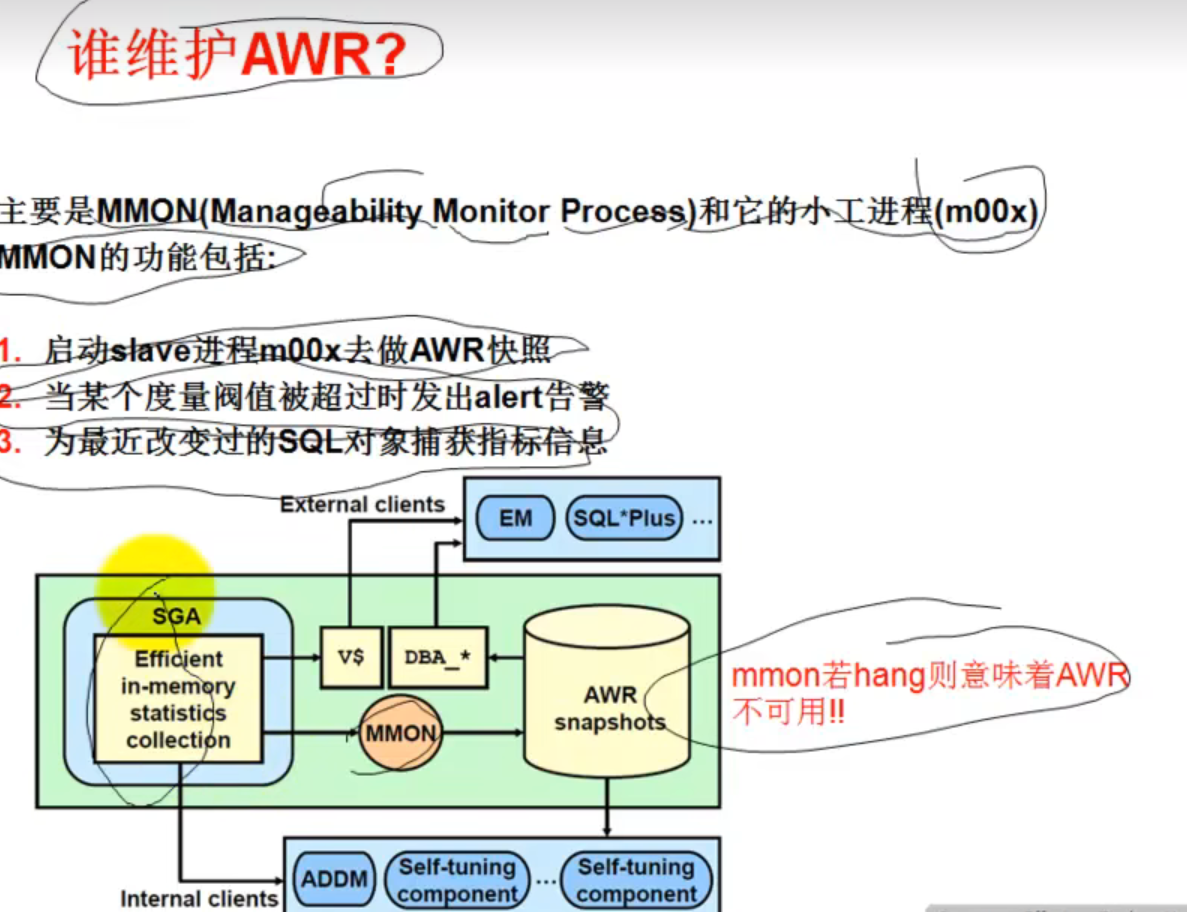 谁维护AWR?
主要是MMON(Manageability Monitor Process)和它的小工进程(m00x)
MMON的功能包括:
1. 启动slave进程m00x去做AWR快照
2. 当某个度量阀值被超过时发出alert告警
3. 为最近改变过的SQL对象捕获指标信息
External clients
EM
SQL*Plus
...
SGA
Efficient
in-memory
statistics
collection
V$
DBA_*
MMON
AWR
snapshots
mmon若hang则意味着AWR
不可用!!
Internal clients
ADDM
Self-tuning
component
...
Self-tuning
component